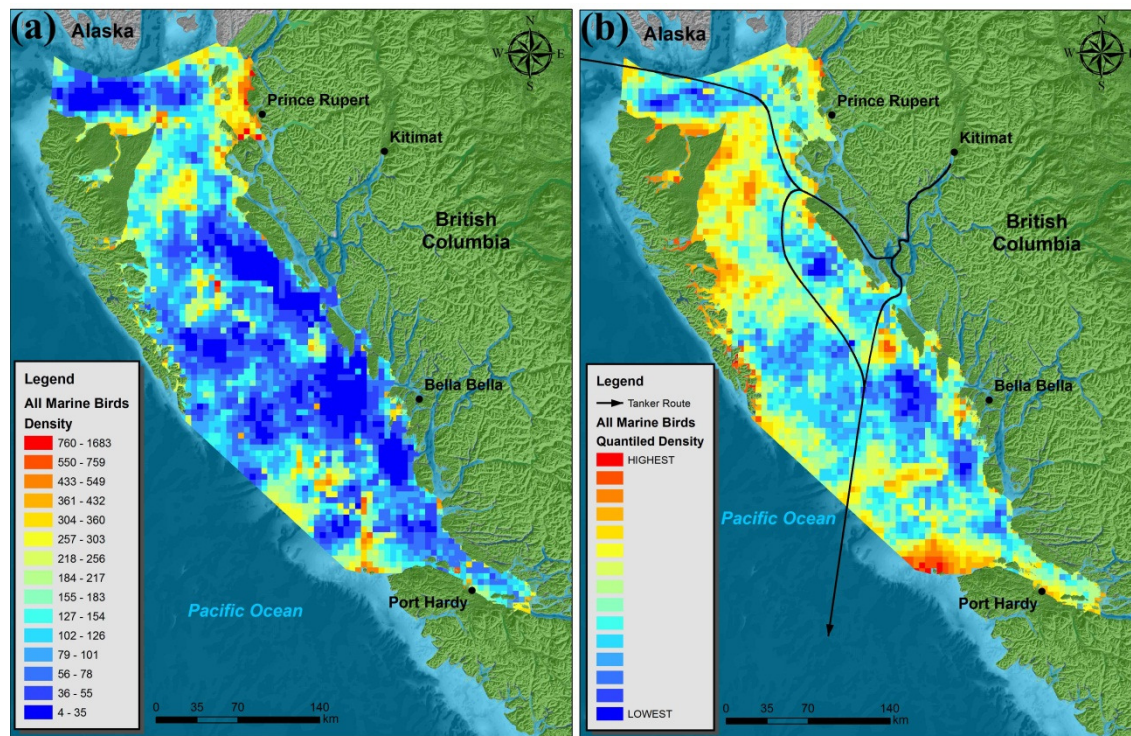 (a)
Alaska
N
W E
S
Prince Rupert
Kitimat
British
Columbia
Bella Bella
Port Hardy
Pacific Ocean
Legend
All Marine Birds
Density
760 - 1683
550 - 759
433 - 549
361 - 432
304 - 360
257 - 303
218 - 256
184 - 217
155 - 183
127 - 154
102 - 126
79 - 101
56 - 78
36 - 55
4 - 35
0 35 70 140
km
(b)
Alaska
N
W E
S
Prince Rupert
Kitimat
British
Columbia
Bella Bella
Pacific Ocean
Port Hardy
Legend
Tanker Route
All Marine Birds
Quantiled Density
HIGHEST
LOWEST
0 35 70 140
km